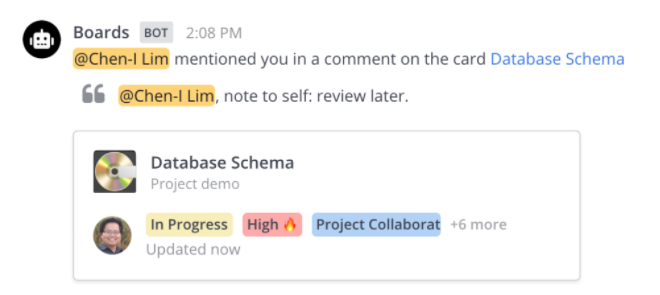 Boards BOT 2:08 PM
@Chen-I Lim mentioned you in a comment on the card Database Schema
@Chen-I Lim, note to self: review later.
Database Schema
Project demo
In Progress High 🔥 Project Collaborat +6 more
Updated now